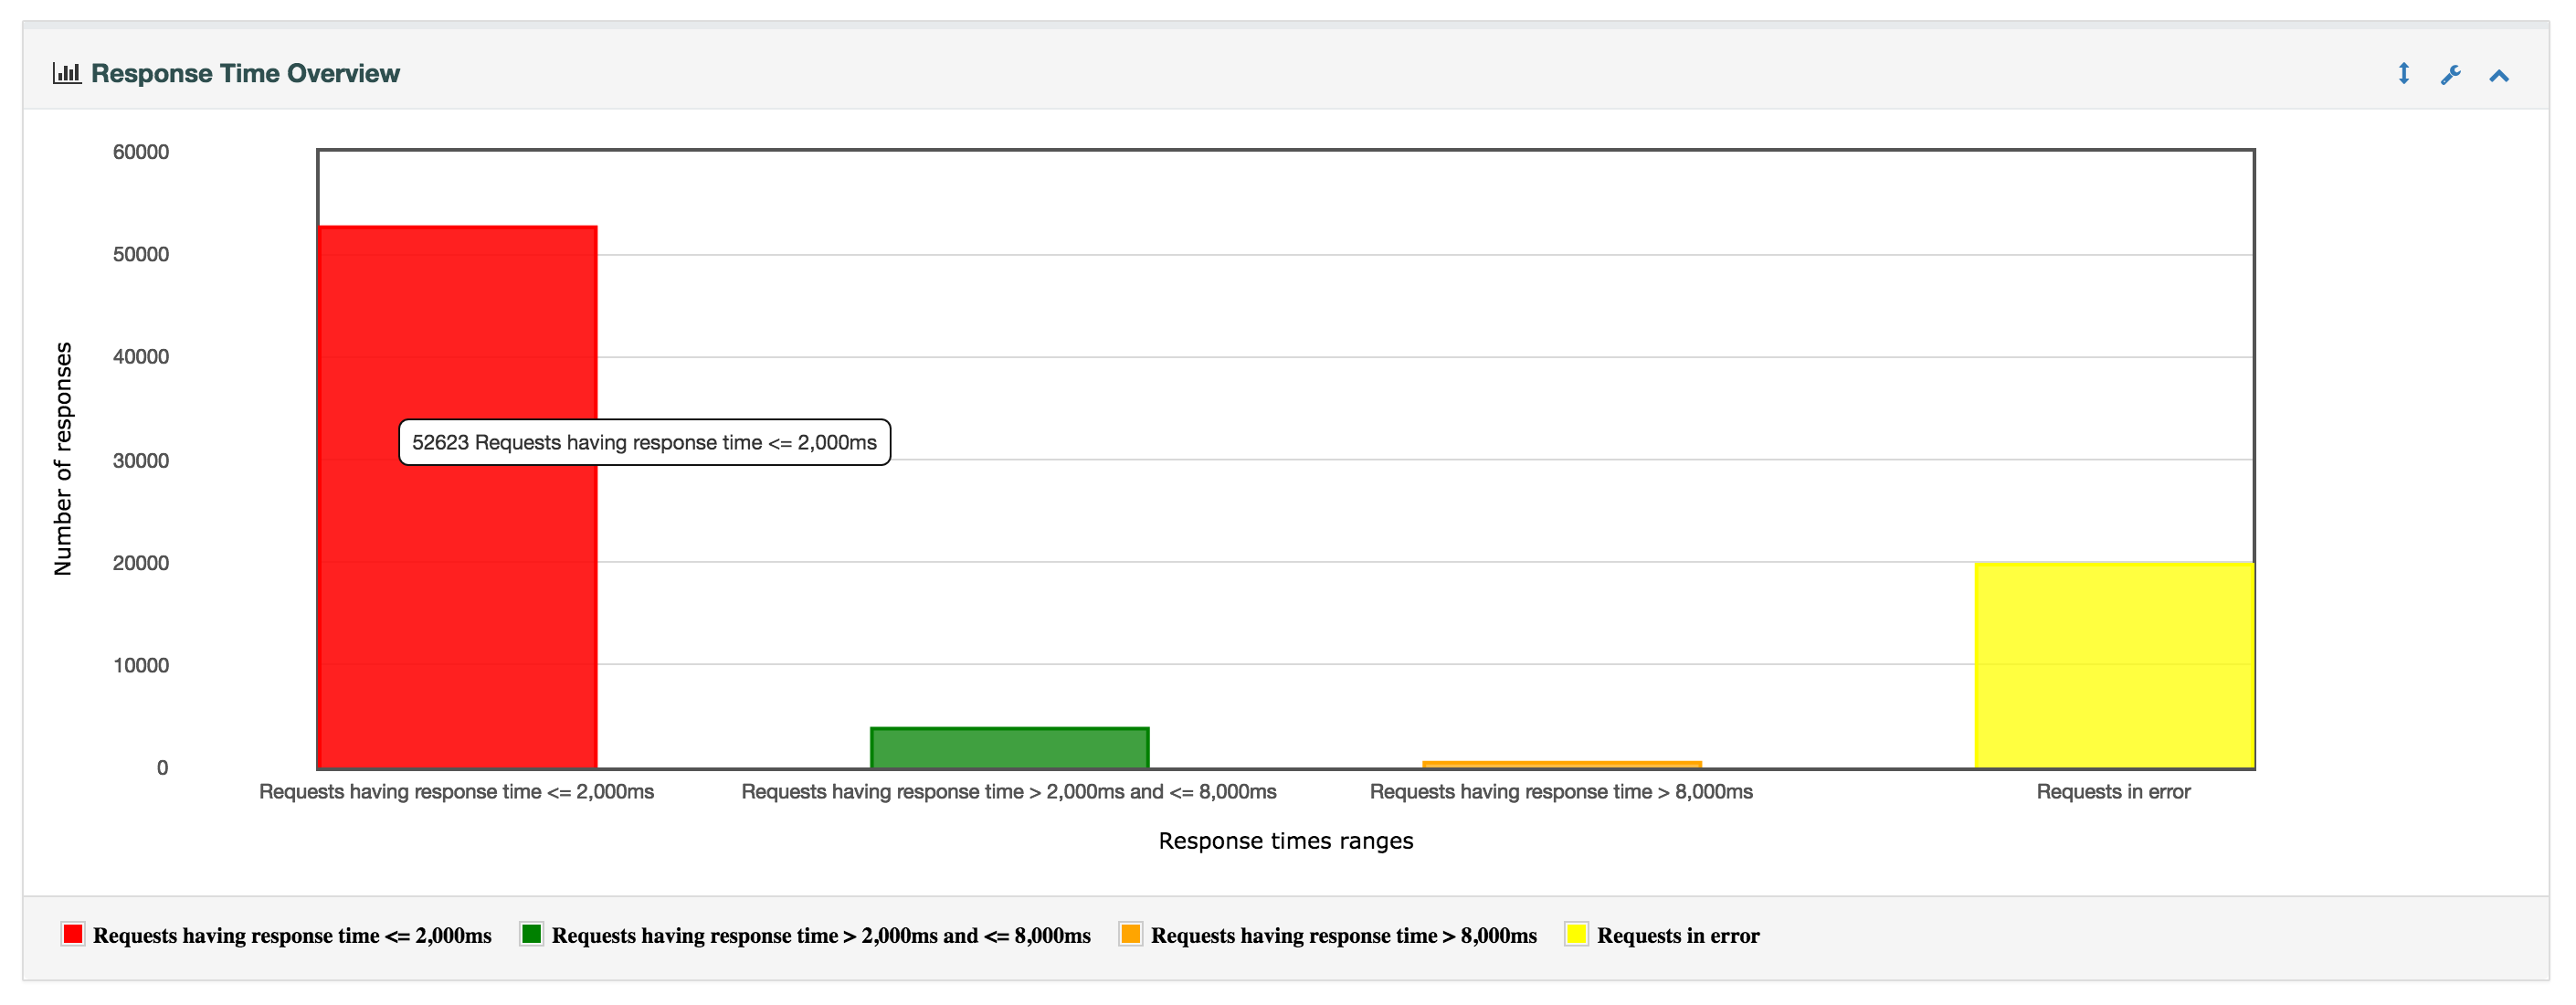 Response Time Overview
60000
50000
40000
30000
20000
10000
0
Number of responses
52623 Requests having response time <= 2,000ms
Requests having response time <= 2,000ms
Requests having response time > 2,000ms and <= 8,000ms
Requests having response time > 8,000ms
Requests in error
Response times ranges
Requests having response time <= 2,000ms
Requests having response time > 2,000ms and <= 8,000ms
Requests having response time > 8,000ms
Requests in error